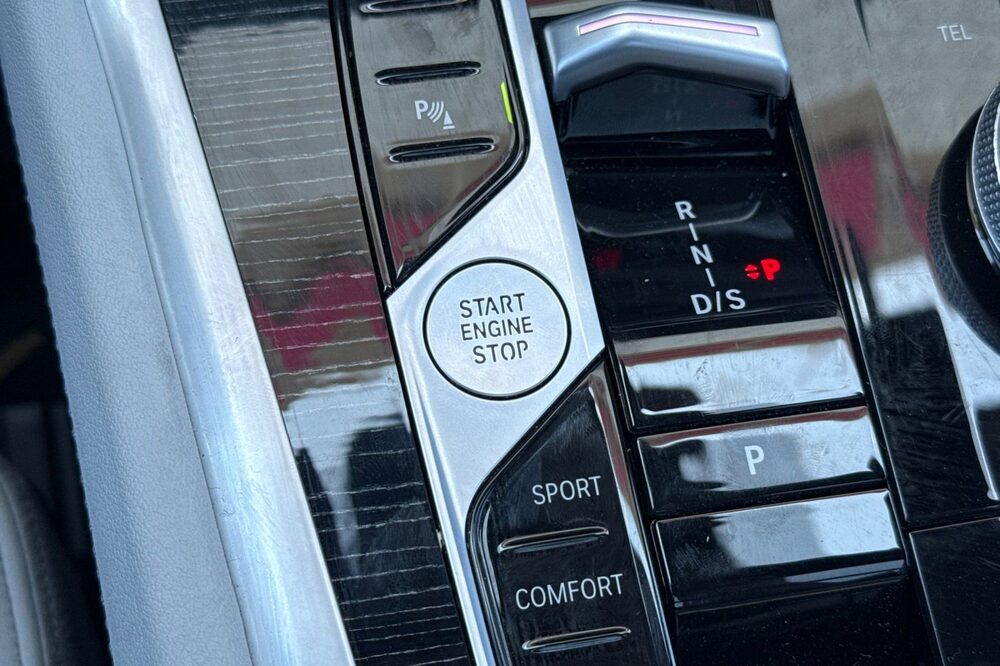 TEL
P
R
N
D/S
P
START
ENGINE
STOP
P
SPORT
COMFORT